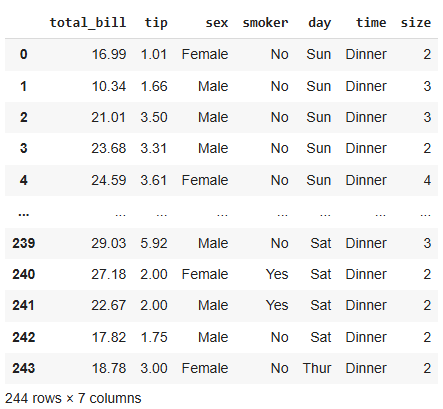 total_bill tip sex smoker day time size
0 16.99 1.01 Female No Sun Dinner 2
1 10.34 1.66 Male No Sun Dinner 3
2 21.01 3.50 Male No Sun Dinner 3
3 23.68 3.31 Male No Sun Dinner 2
4 24.59 3.61 Female No Sun Dinner 4
... ... ... ... ... ... ... ...
239 29.03 5.92 Male No Sat Dinner 3
240 27.18 2.00 Female Yes Sat Dinner 2
241 22.67 2.00 Male Yes Sat Dinner 2
242 17.82 1.75 Male No Sat Dinner 2
243 18.78 3.00 Female No Thur Dinner 2
244 rows × 7 columns